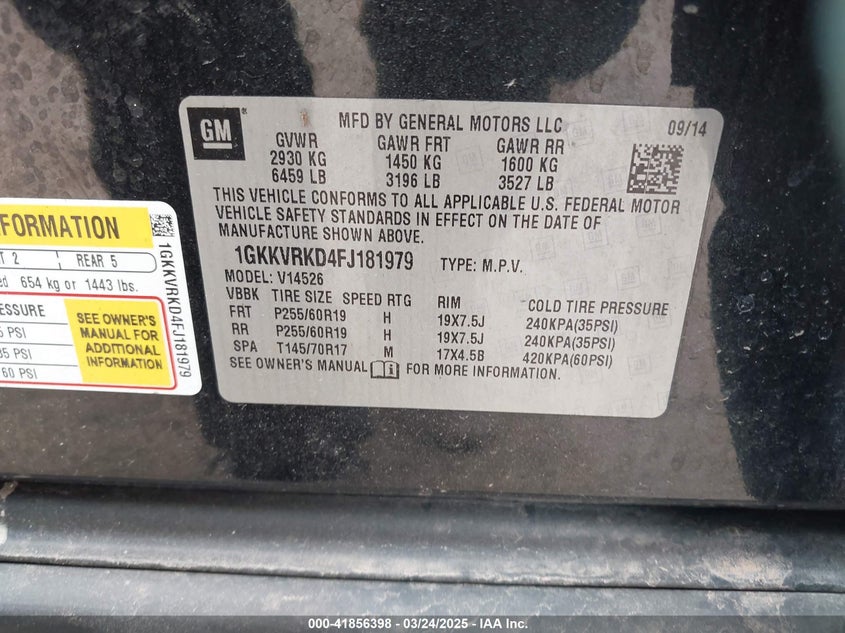 GM
®
MFD BY GENERAL MOTORS LLC 09/14
GVWR GAWR FRT GAWR RR
2930 KG 1450 KG 1600 KG
6459 LB 3196 LB 3527 LB
THIS VEHICLE CONFORMS TO ALL APPLICABLE U.S. FEDERAL MOTOR
VEHICLE SAFETY STANDARDS IN EFFECT ON THE DATE OF
MANUFACTURE SHOWN ABOVE.
1GKKVRKD4FJ181979 TYPE: M.P.V.
MODEL: V14526
VBBK TIRE SIZE SPEED RTG RIM COLD TIRE PRESSURE
FRT P255/60R19 H 19X7.5J 240KPA(35PSI)
RR P255/60R19 H 19X7.5J 240KPA(35PSI)
SPA T145/70R17 M 17X4.5B 420KPA(60PSI)
SEE OWNER'S MANUAL FOR MORE INFORMATION.
FORMATION
2 REAR 5
654 kg or 1443 lbs.
SSURE
PSI
PSI
60 PSI
SEE OWNER'S
MANUAL FOR
ADDITIONAL
INFORMATION
1GKKVRKD4FJ181979
000-41856398 - 03/24/2025 - IAA Inc.